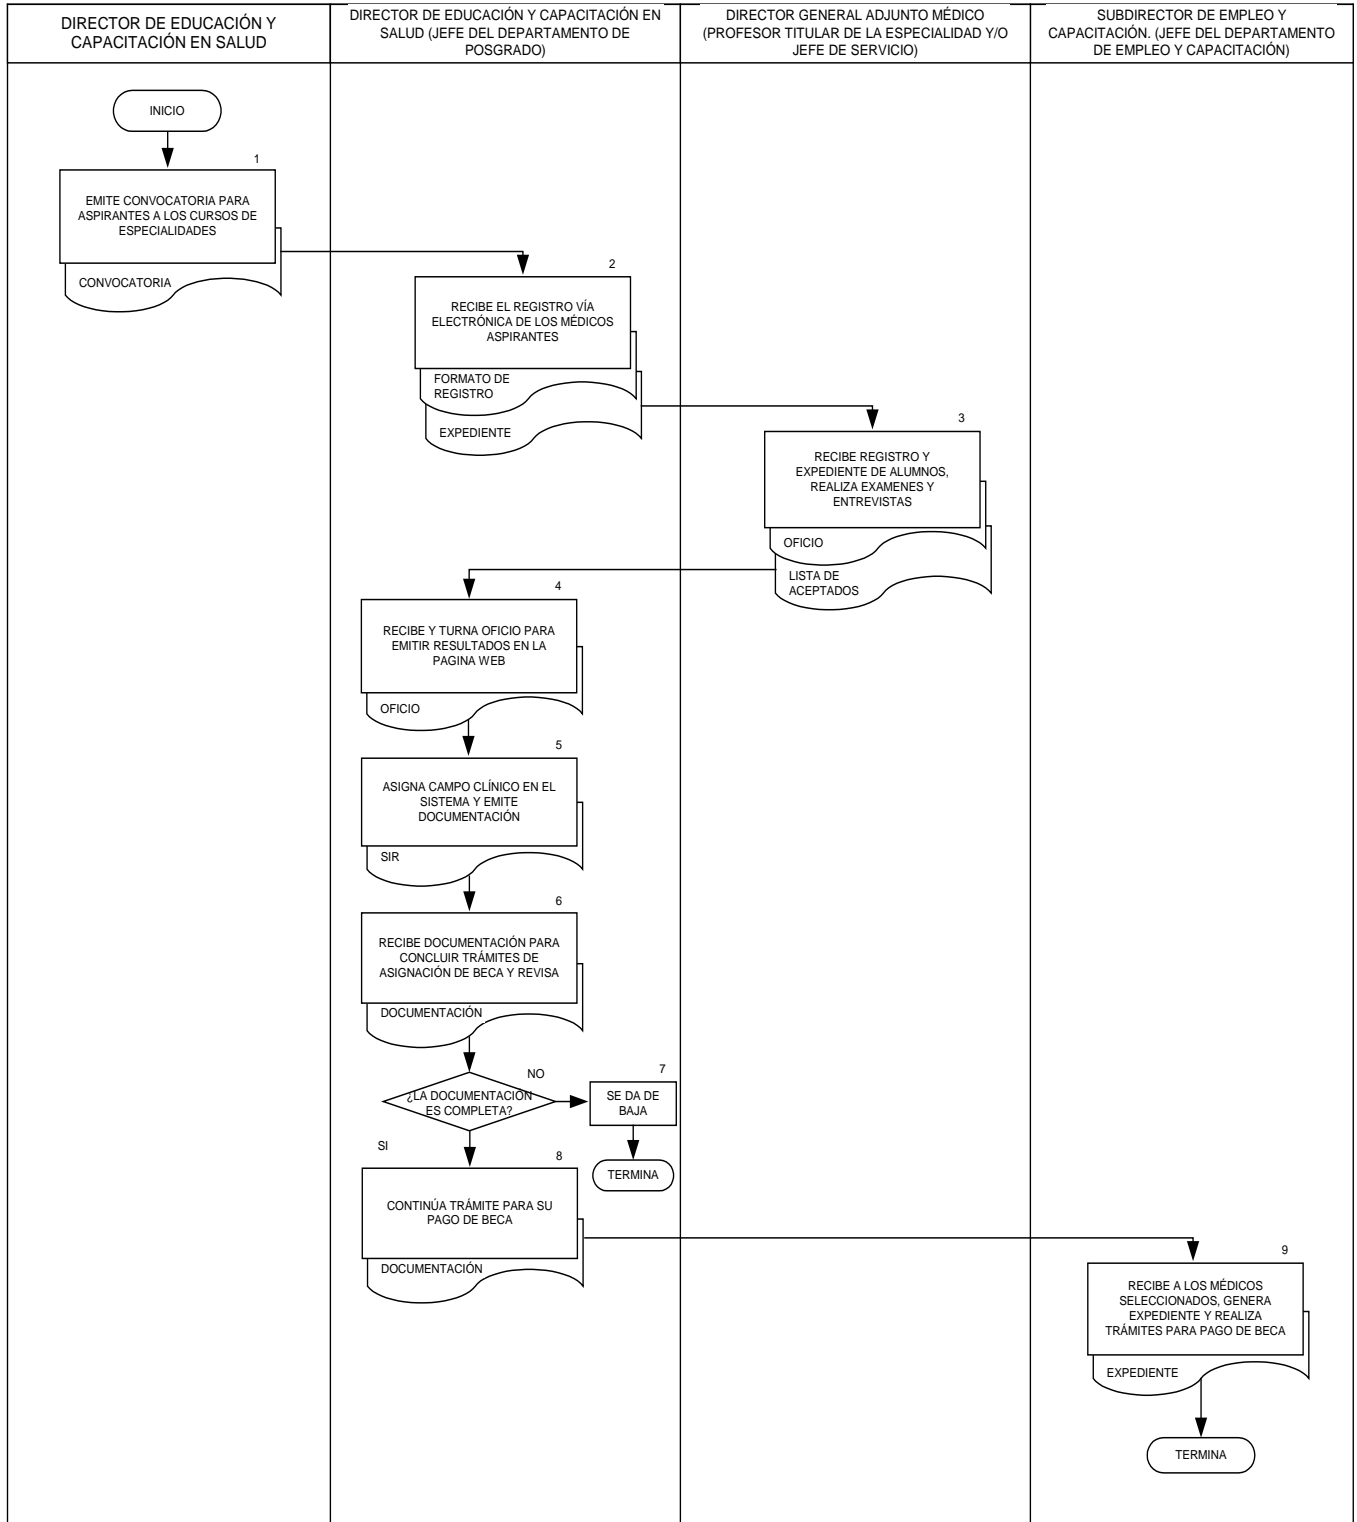 DIRECTOR DE EDUCACIÓN Y
CAPACITACIÓN EN SALUD
DIRECTOR DE EDUCACIÓN Y CAPACITACIÓN EN
SALUD (JEFE DEL DEPARTAMENTO DE
POSGRADO)
DIRECTOR GENERAL ADJUNTO MÉDICO
(PROFESOR TITULAR DE LA ESPECIALIDAD Y/O
JEFE DE SERVICIO)
SUBDIRECTOR DE EMPLEO Y
CAPACITACIÓN. (JEFE DEL DEPARTAMENTO
DE EMPLEO Y CAPACITACIÓN)
INICIO
1
EMITE CONVOCATORIA PARA
ASPIRANTES A LOS CURSOS DE
ESPECIALIDADES
CONVOCATORIA
2
RECIBE EL REGISTRO VÍA
ELECTRÓNICA DE LOS MÉDICOS
ASPIRANTES
FORMATO DE
REGISTRO
EXPEDIENTE
3
RECIBE REGISTRO Y
EXPEDIENTE DE ALUMNOS,
REALIZA EXAMENES Y
ENTREVISTAS
OFICIO
LISTA DE
ACEPTADOS
4
RECIBE Y TURNA OFICIO PARA
EMITIR RESULTADOS EN LA
PAGINA WEB
OFICIO
5
ASIGNA CAMPO CLÍNICO EN EL
SISTEMA Y EMITE
DOCUMENTACIÓN
SIR
6
RECIBE DOCUMENTACIÓN PARA
CONCLUIR TRÁMITES DE
ASIGNACIÓN DE BECA Y REVISA
DOCUMENTACIÓN
¿LA DOCUMENTACIÓN
ES COMPLETA?
NO
7
SE DA DE
BAJA
TERMINA
SI
8
CONTINÚA TRÁMITE PARA SU
PAGO DE BECA
DOCUMENTACIÓN
9
RECIBE A LOS MÉDICOS
SELECCIONADOS, GENERA
EXPEDIENTE Y REALIZA
TRÁMITES PARA PAGO DE BECA
EXPEDIENTE
TERMINA